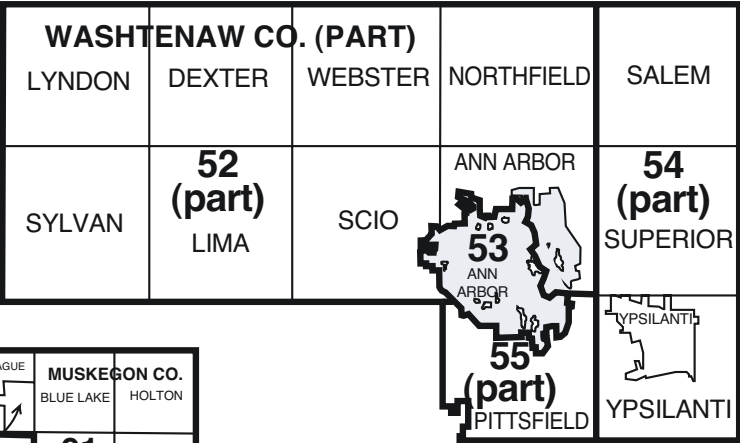 WASHTENAW CO. (PART)
LYNDON DEXTER WEBSTER NORTHFIELD SALEM
52
(part)
ANN ARBOR
54
(part)
SYLVAN LIMA SCIO SUPERIOR
53
ANN
ARBOR
YPSILANTI
55
(part)
PITTSFIELD YPSILANTI
MUSKEGON CO.
BLUE LAKE HOLTON